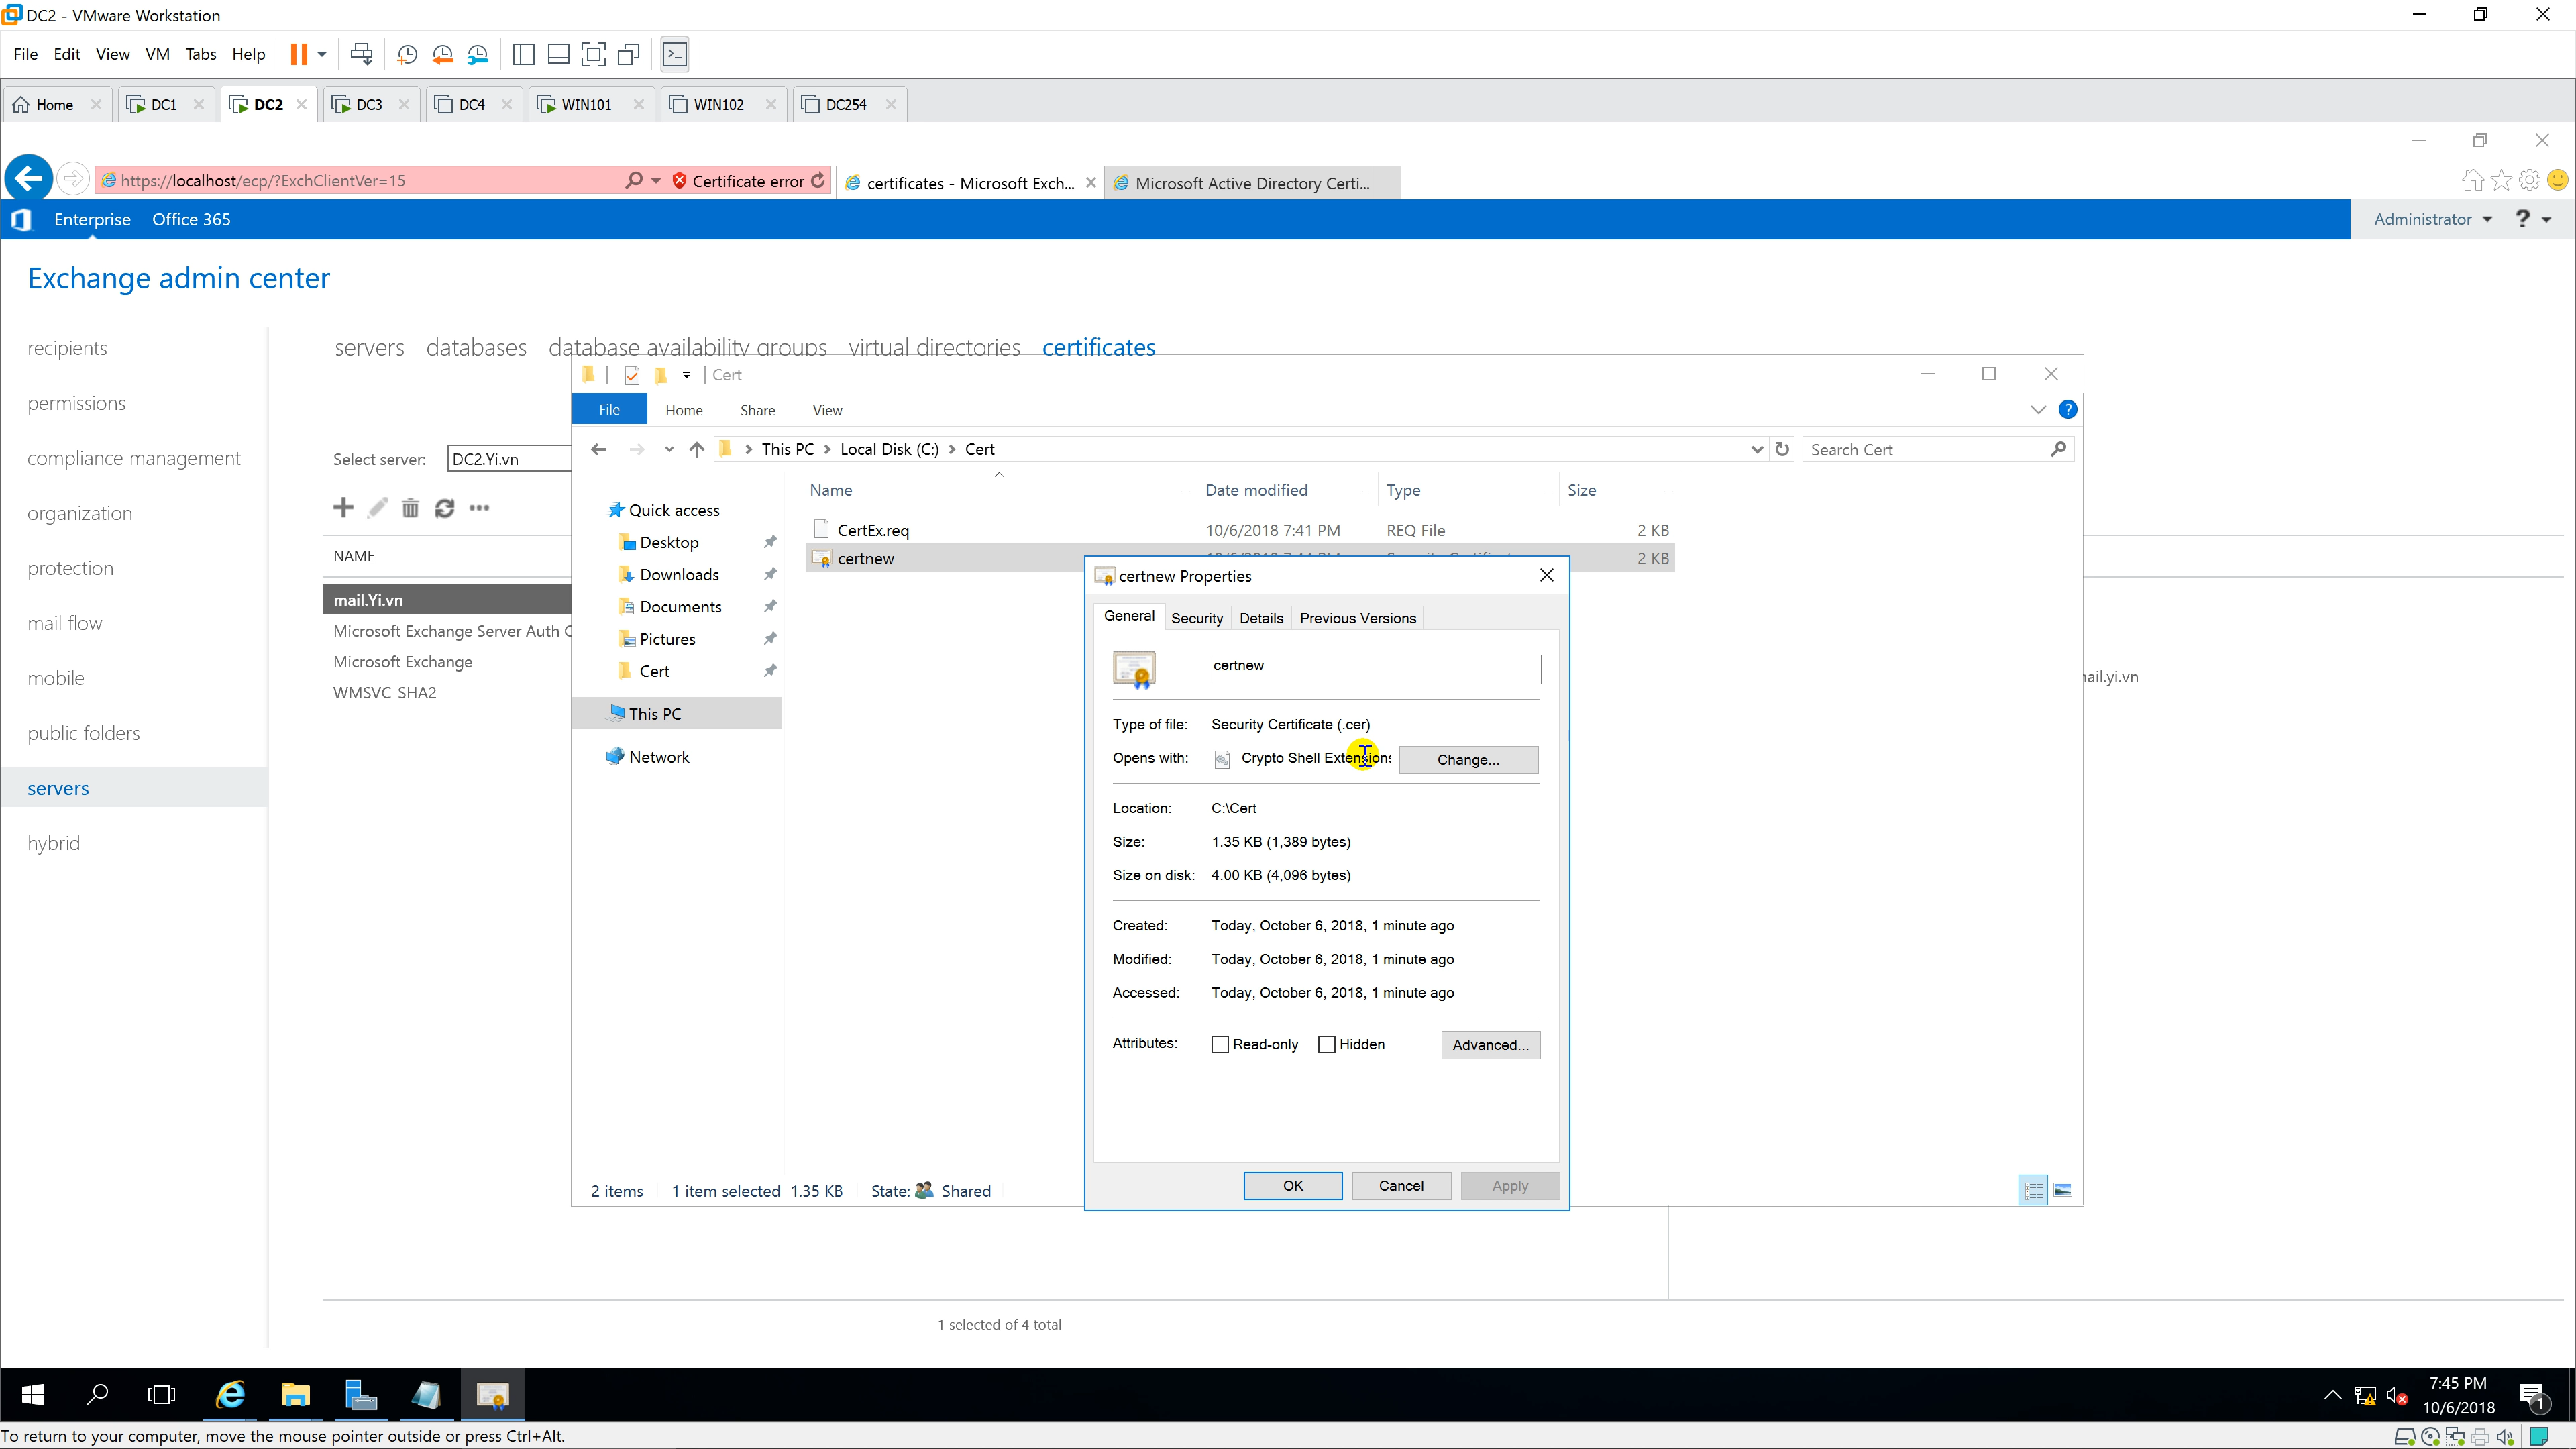 DC2 - VMware Workstation
File Edit View VM Tabs Help
Home DC1 DC2 DC3 DC4 WIN101 WIN102 DC254
https://localhost/ecp/?ExchClientVer=15 Certificate error certificates - Microsoft Exch... Microsoft Active Directory Certi...
Enterprise Office 365 Administrator ?
Exchange admin center
recipients
permissions
compliance management
organization
protection
mail flow
mobile
public folders
servers
hybrid
servers databases database availability groups virtual directories certificates
Select server: DC2.Yi.vn
NAME
mail.Yi.vn
Microsoft Exchange Server Auth C
Microsoft Exchange
WMSVC-SHA2
ail.yi.vn
1 selected of 4 total
Cert
File Home Share View
This PC Local Disk (C:) Cert Search Cert
Name Date modified Type Size
Quick access
Desktop
Downloads
Documents
Pictures
Cert
This PC
Network
CertEx.req 10/6/2018 7:41 PM REQ File 2 KB
certnew 2 KB
2 items 1 item selected 1.35 KB State: Shared
certnew Properties
General Security Details Previous Versions
certnew
Type of file: Security Certificate (.cer)
Opens with: Crypto Shell Extensions Change...
Location: C:\Cert
Size: 1.35 KB (1,389 bytes)
Size on disk: 4.00 KB (4,096 bytes)
Created: Today, October 6, 2018, 1 minute ago
Modified: Today, October 6, 2018, 1 minute ago
Accessed: Today, October 6, 2018, 1 minute ago
Attributes: Read-only Hidden Advanced...
OK Cancel Apply
7:45 PM
10/6/2018
1
To return to your computer, move the mouse pointer outside or press Ctrl+Alt.